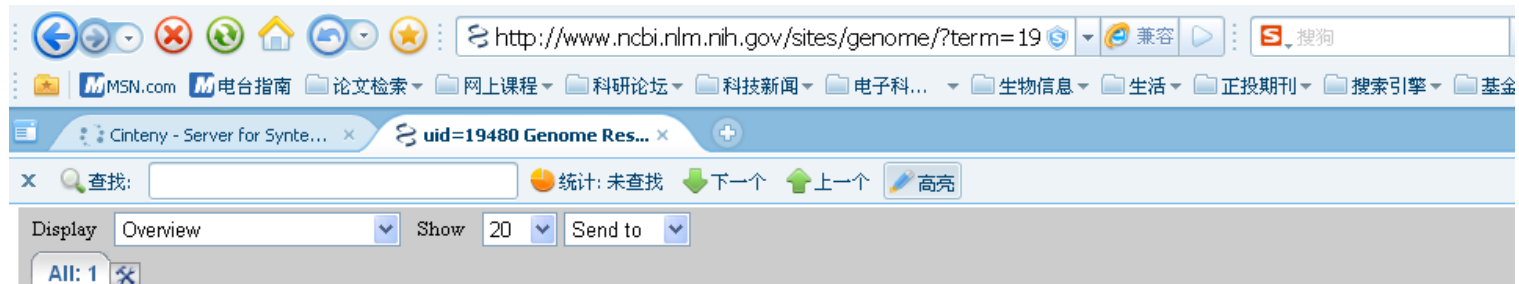 http://www.ncbi.nlm.nih.gov/sites/genome/?term=19 兼容 S 搜狗
MSN.com 电台指南 论文检索 网上课程 科研论坛 科技新闻 电子科... 生物信息 生活 正投期刊 搜索引擎 基金
Cinteny - Server for Synte... × uid=19480 Genome Res... ×
x 查找: 统计: 未查找 下一个 上一个 高亮
Display Overview Show 20 Send to
All: 1